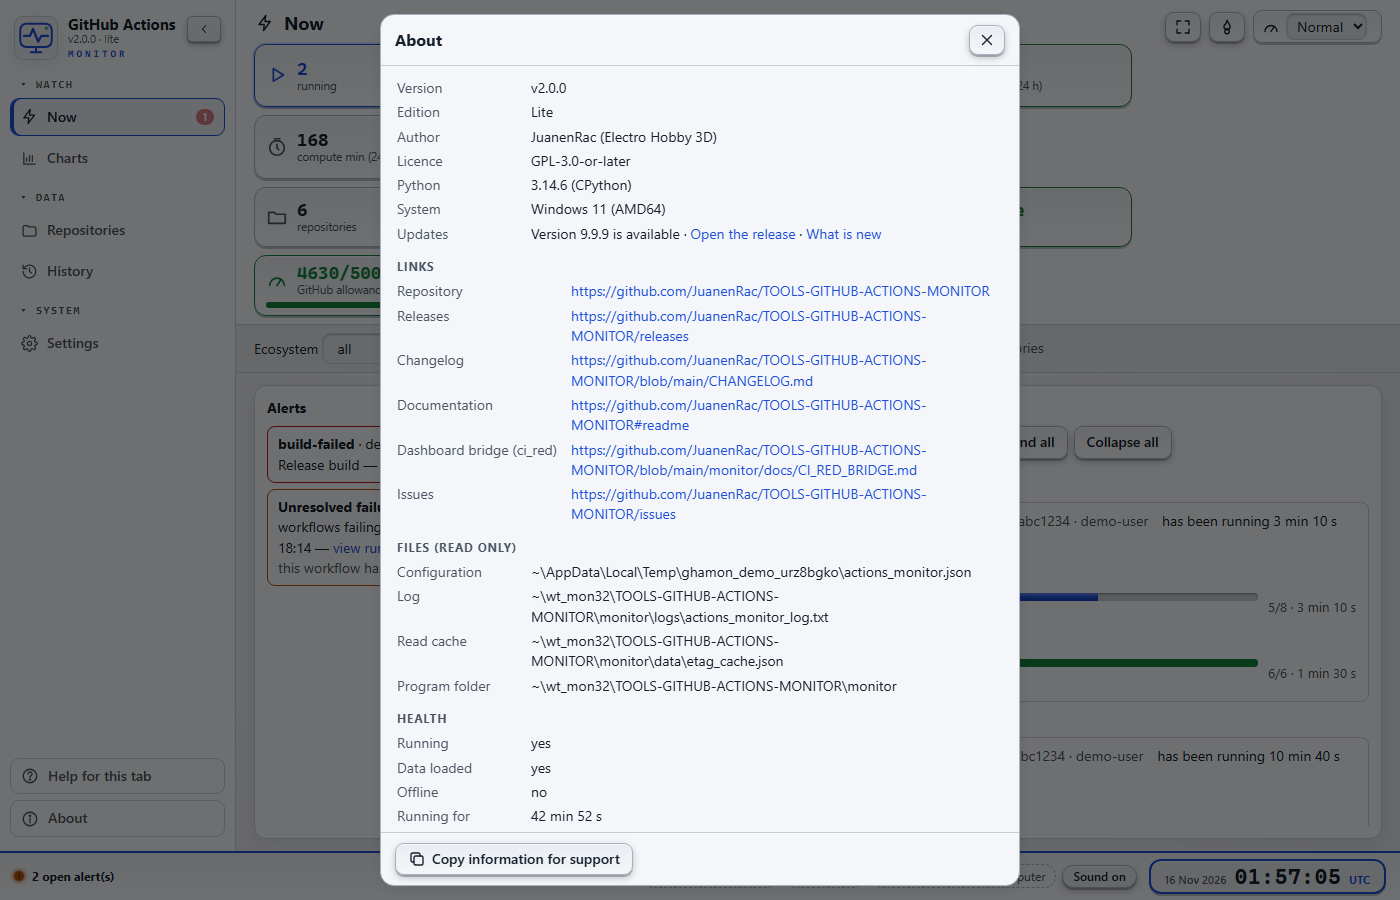 GitHub Actions
v2.0.0 · lite
MONITOR
WATCH
Now
1
Charts
DATA
Repositories
History
SYSTEM
Settings
Help for this tab
About
Now
Normal
2
running
24 h)
168
compute min (24
6
repositories
e
4630/500
GitHub allowanc
Ecosystem
all
ories
Alerts
build-failed · de
Release build —
Unresolved failu
workflows failing
18:14 — view run
this workflow ha
nd all
Collapse all
abc1234 · demo-user has been running 3 min 10 s
5/8 · 3 min 10 s
6/6 · 1 min 30 s
bc1234 · demo-user has been running 10 min 40 s
About
Version v2.0.0
Edition Lite
Author JuanenRac (Electro Hobby 3D)
Licence GPL-3.0-or-later
Python 3.14.6 (CPython)
System Windows 11 (AMD64)
Updates Version 9.9.9 is available · Open the release · What is new
LINKS
Repository https://github.com/JuanenRac/TOOLS-GITHUB-ACTIONS-MONITOR
Releases https://github.com/JuanenRac/TOOLS-GITHUB-ACTIONS-
MONITOR/releases
Changelog https://github.com/JuanenRac/TOOLS-GITHUB-ACTIONS-
MONITOR/blob/main/CHANGELOG.md
Documentation https://github.com/JuanenRac/TOOLS-GITHUB-ACTIONS-
MONITOR#readme
Dashboard bridge (ci_red) https://github.com/JuanenRac/TOOLS-GITHUB-ACTIONS-
MONITOR/blob/main/monitor/docs/CI_RED_BRIDGE.md
Issues https://github.com/JuanenRac/TOOLS-GITHUB-ACTIONS-
MONITOR/issues
FILES (READ ONLY)
Configuration ~\AppData\Local\Temp\ghamon_demo_urz8bgko\actions_monitor.json
Log ~\wt_mon32\TOOLS-GITHUB-ACTIONS-
MONITOR\monitor\logs\actions_monitor_log.txt
Read cache ~\wt_mon32\TOOLS-GITHUB-ACTIONS-
MONITOR\monitor\data\etag_cache.json
Program folder ~\wt_mon32\TOOLS-GITHUB-ACTIONS-MONITOR\monitor
HEALTH
Running yes
Data loaded yes
Offline no
Running for 42 min 52 s
Copy information for support
2 open alert(s)
puter
Sound on
16 Nov 2026 01:57:05 UTC